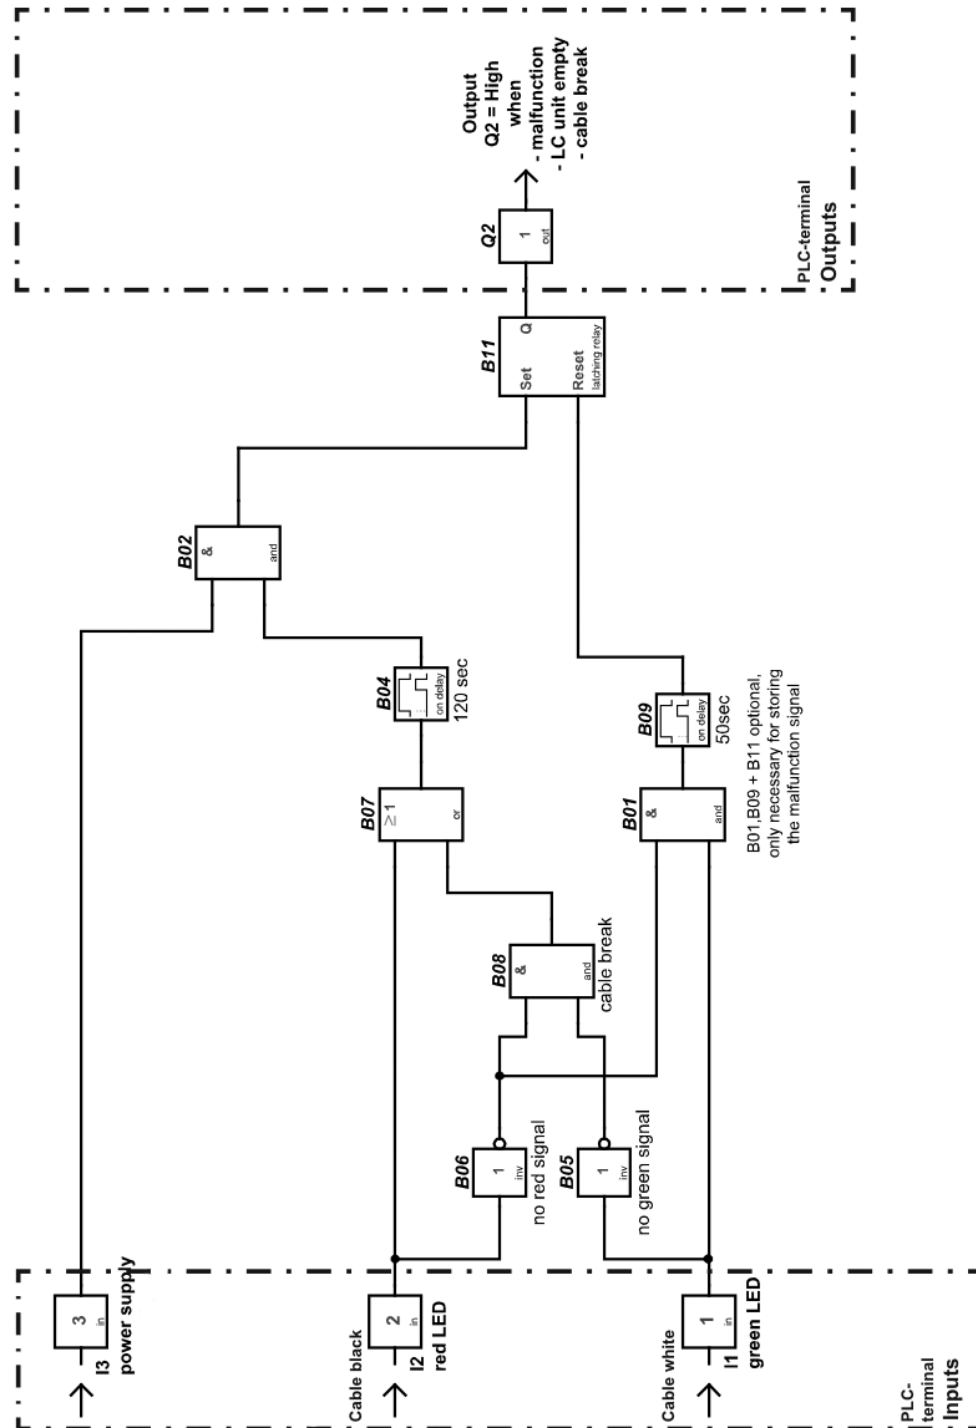 Output
Q2 = High
when
- malfunction
- LC unit empty
- cable break
Q2
1
out
PLC-terminal
Outputs
B11
Set
Q
Reset
latching relay
B02
&
and
B04
on delay
120 sec
B09
on delay
50sec
B07
≥ 1
or
B01
&
and
B01,B09 + B11 optional,
only necessary for storing
the malfunction signal
B08
&
and
cable break
B06
1
inv
no red signal
B05
1
inv
no green signal
3
in
I3
power supply
Cable black
2
in
I2
red LED
Cable white
1
in
I1
green LED
PLC-
terminal
Inputs